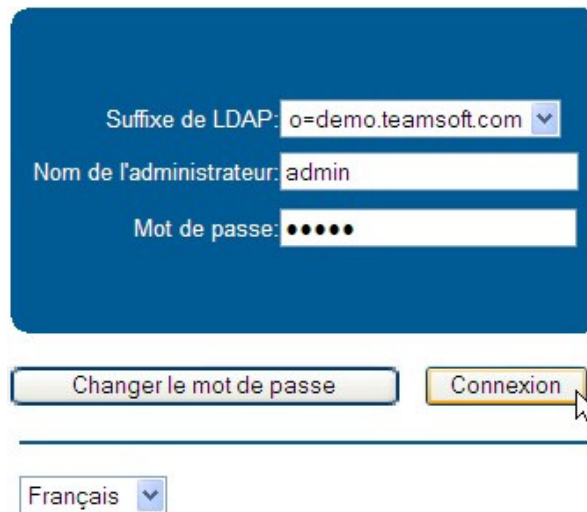 Suffixe de LDAP: o=demo.teamsoft.com
Nom de l'administrateur: admin
Mot de passe: •••••
Changer le mot de passe Connexion
Français